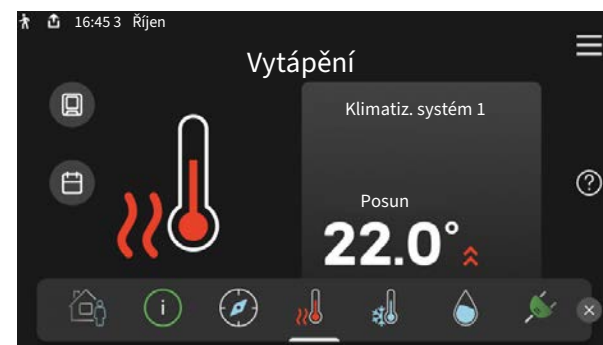 16:45 3 Říjen
Vytápění
Klimatiz. systém 1
Posun
22.0°